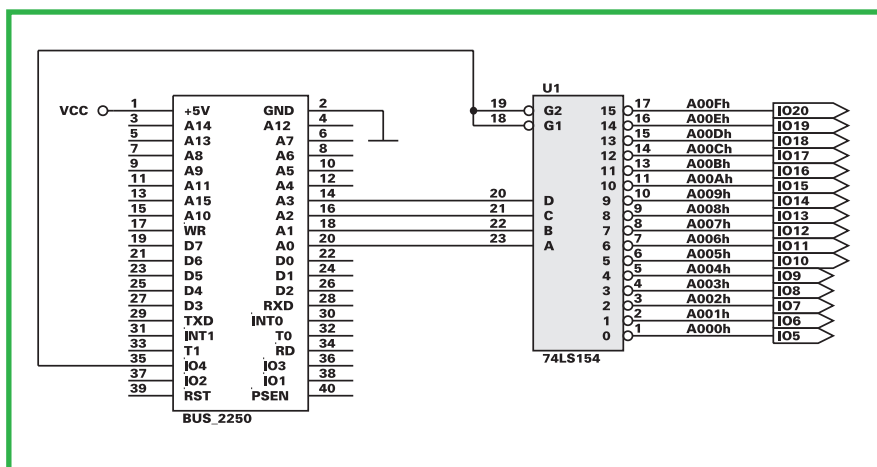 U1
VCC
1 +5V GND 2
3 A14 A12 4
5 A13 A7 6
7 A8 A6 8
9 A9 A5 10
11 A11 A4 12
13 A15 A3 14
15 A10 A2 16
17 WR A1 18
19 D7 A0 20
21 D6 D0 22
23 D5 D1 24
25 D4 D2 26
27 D3 RXD 28
29 TXD INT0 30
31 INT1 T0 32
33 T1 RD 34
35 IO4 IO3 36
37 IO2 IO1 38
39 RST PSEN 40
BUS_2250
19 G2 15 17 A00Fh IO20
18 G1 14 16 A00Eh IO19
13 15 A00Dh IO18
12 14 A00Ch IO17
11 13 A00Bh IO16
10 11 A00Ah IO15
20 D 9 10 A009h IO14
21 C 8 9 A008h IO13
22 B 7 8 A007h IO12
23 A 6 7 A006h IO11
5 6 A005h IO10
4 5 A004h IO9
3 4 A003h IO8
2 3 A002h IO7
1 2 A001h IO6
0 1 A000h IO5
74LS154